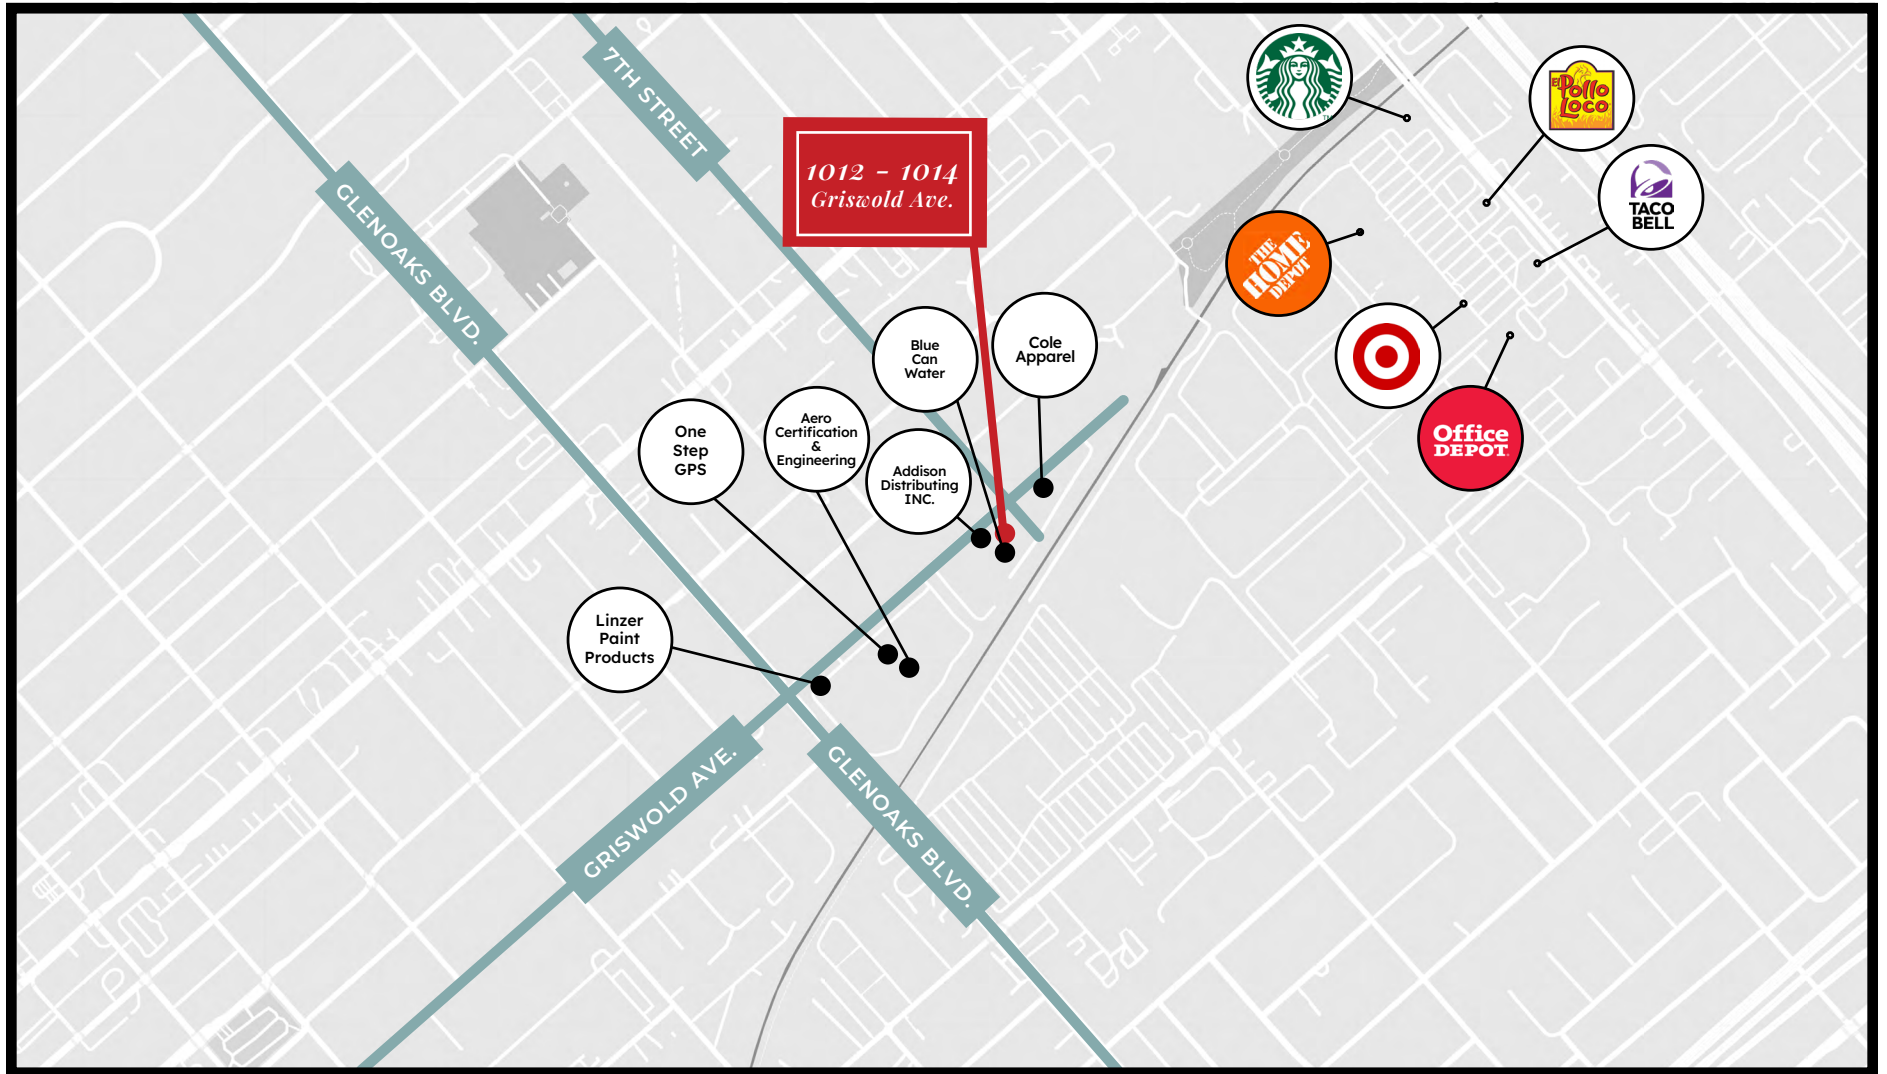 7TH STREET
GLENOAKS BLVD.
1012 - 1014
Griswold Ave.
TM
El
Pollo
Loco
TACO
BELL
THE
HOME
DEPOT
Office
DEPOT
Blue
Can
Water
Cole
Apparel
One
Step
GPS
Aero
Certification
&
Engineering
Addison
Distributing
INC.
Linzer
Paint
Products
GRISWOLD AVE.
GLENOAKS BLVD.